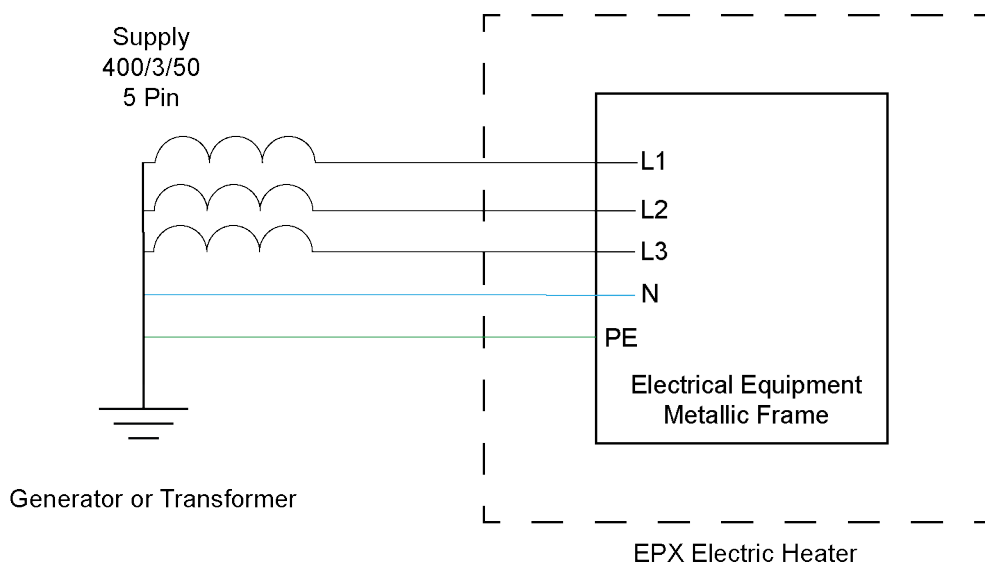 Supply
400/3/50
5 Pin
L1
L2
L3
N
PE
Electrical Equipment
Metallic Frame
Generator or Transformer
EPX Electric Heater